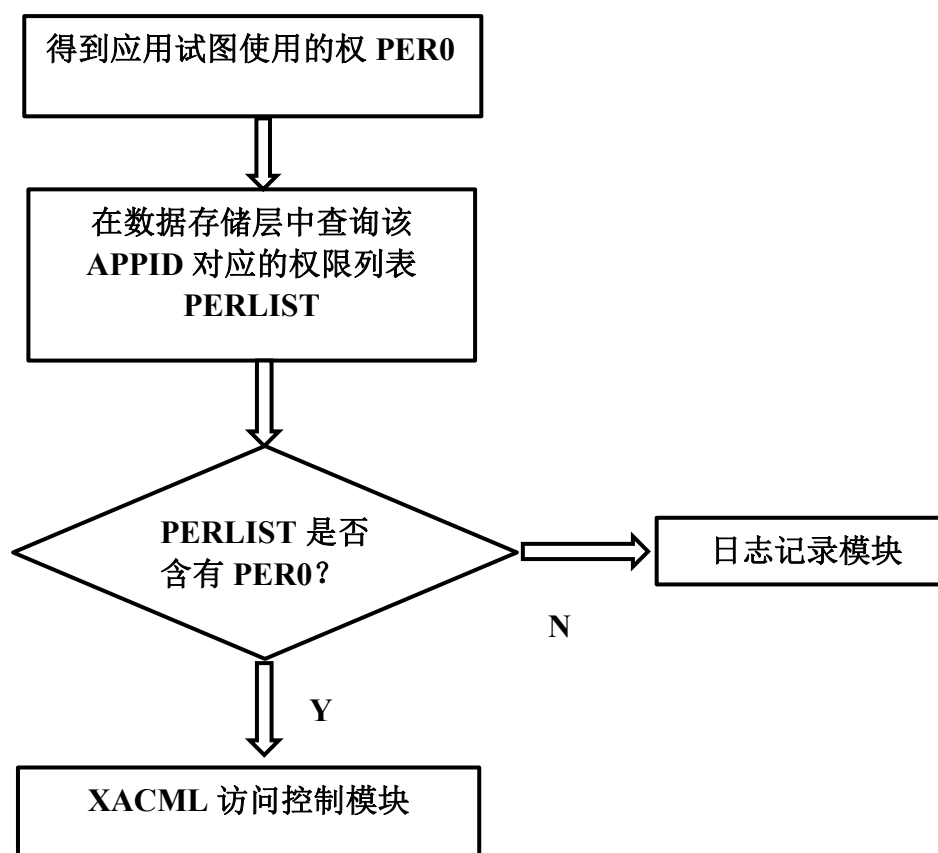 得到应用试图使用的权 PER0
在数据存储层中查询该
APPID 对应的权限列表
PERLIST
PERLIST 是否
含有 PER0？
日志记录模块
N
Y
XACML 访问控制模块